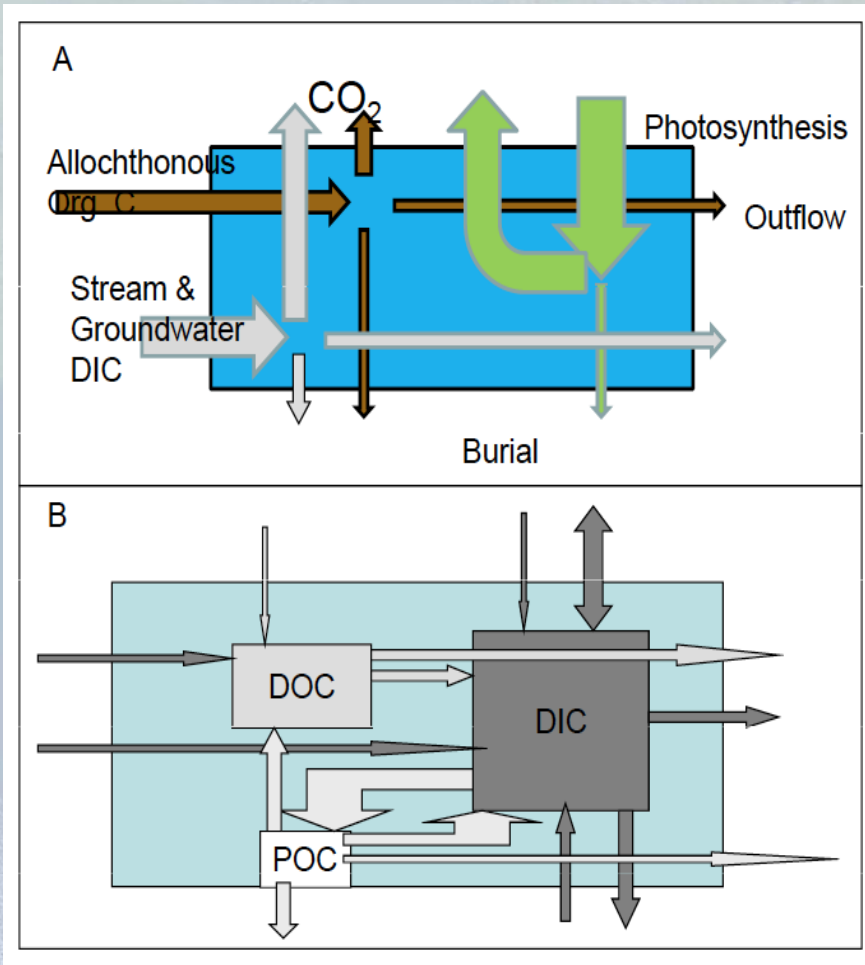 A
CO2
Photosynthesis
Allochthonous
Org C
Outflow
Stream &
Groundwater
DIC
Burial
B
DOC
DIC
POC